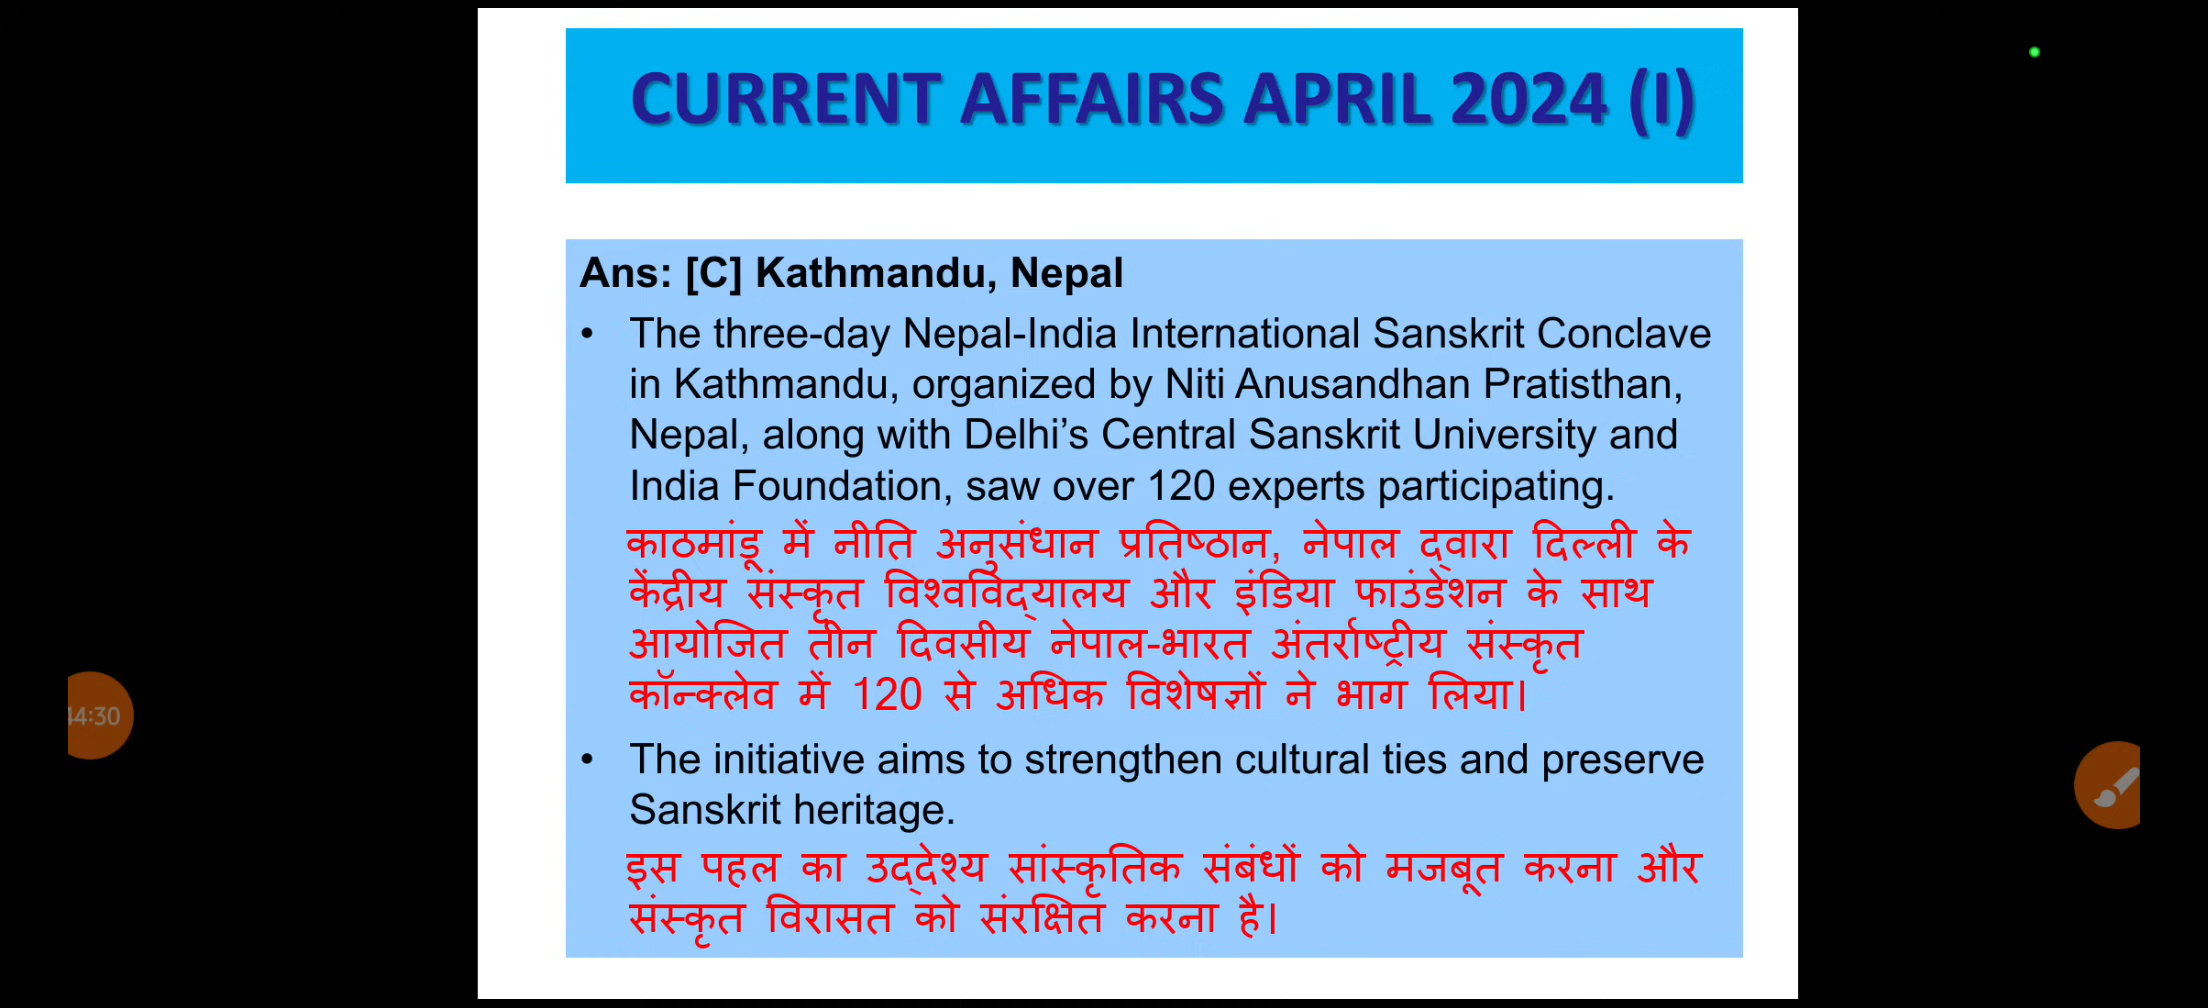 CURRENT AFFAIRS APRIL 2024 (I)
Ans: [C] Kathmandu, Nepal
• The three-day Nepal-India International Sanskrit Conclave
in Kathmandu, organized by Niti Anusandhan Pratisthan,
Nepal, along with Delhi’s Central Sanskrit University and
India Foundation, saw over 120 experts participating.
काठमांडू में नीति अनुसंधान प्रतिष्ठान, नेपाल द्वारा दिल्ली के
केंद्रीय संस्कृत विश्वविद्यालय और इंडिया फाउंडेशन के साथ
आयोजित तीन दिवसीय नेपाल-भारत अंतर्राष्ट्रीय संस्कृत
कॉन्क्लेव में 120 से अधिक विशेषज्ञों ने भाग लिया।
• The initiative aims to strengthen cultural ties and preserve
Sanskrit heritage.
इस पहल का उद्देश्य सांस्कृतिक संबंधों को मजबूत करना और
संस्कृत विरासत को संरक्षित करना है।